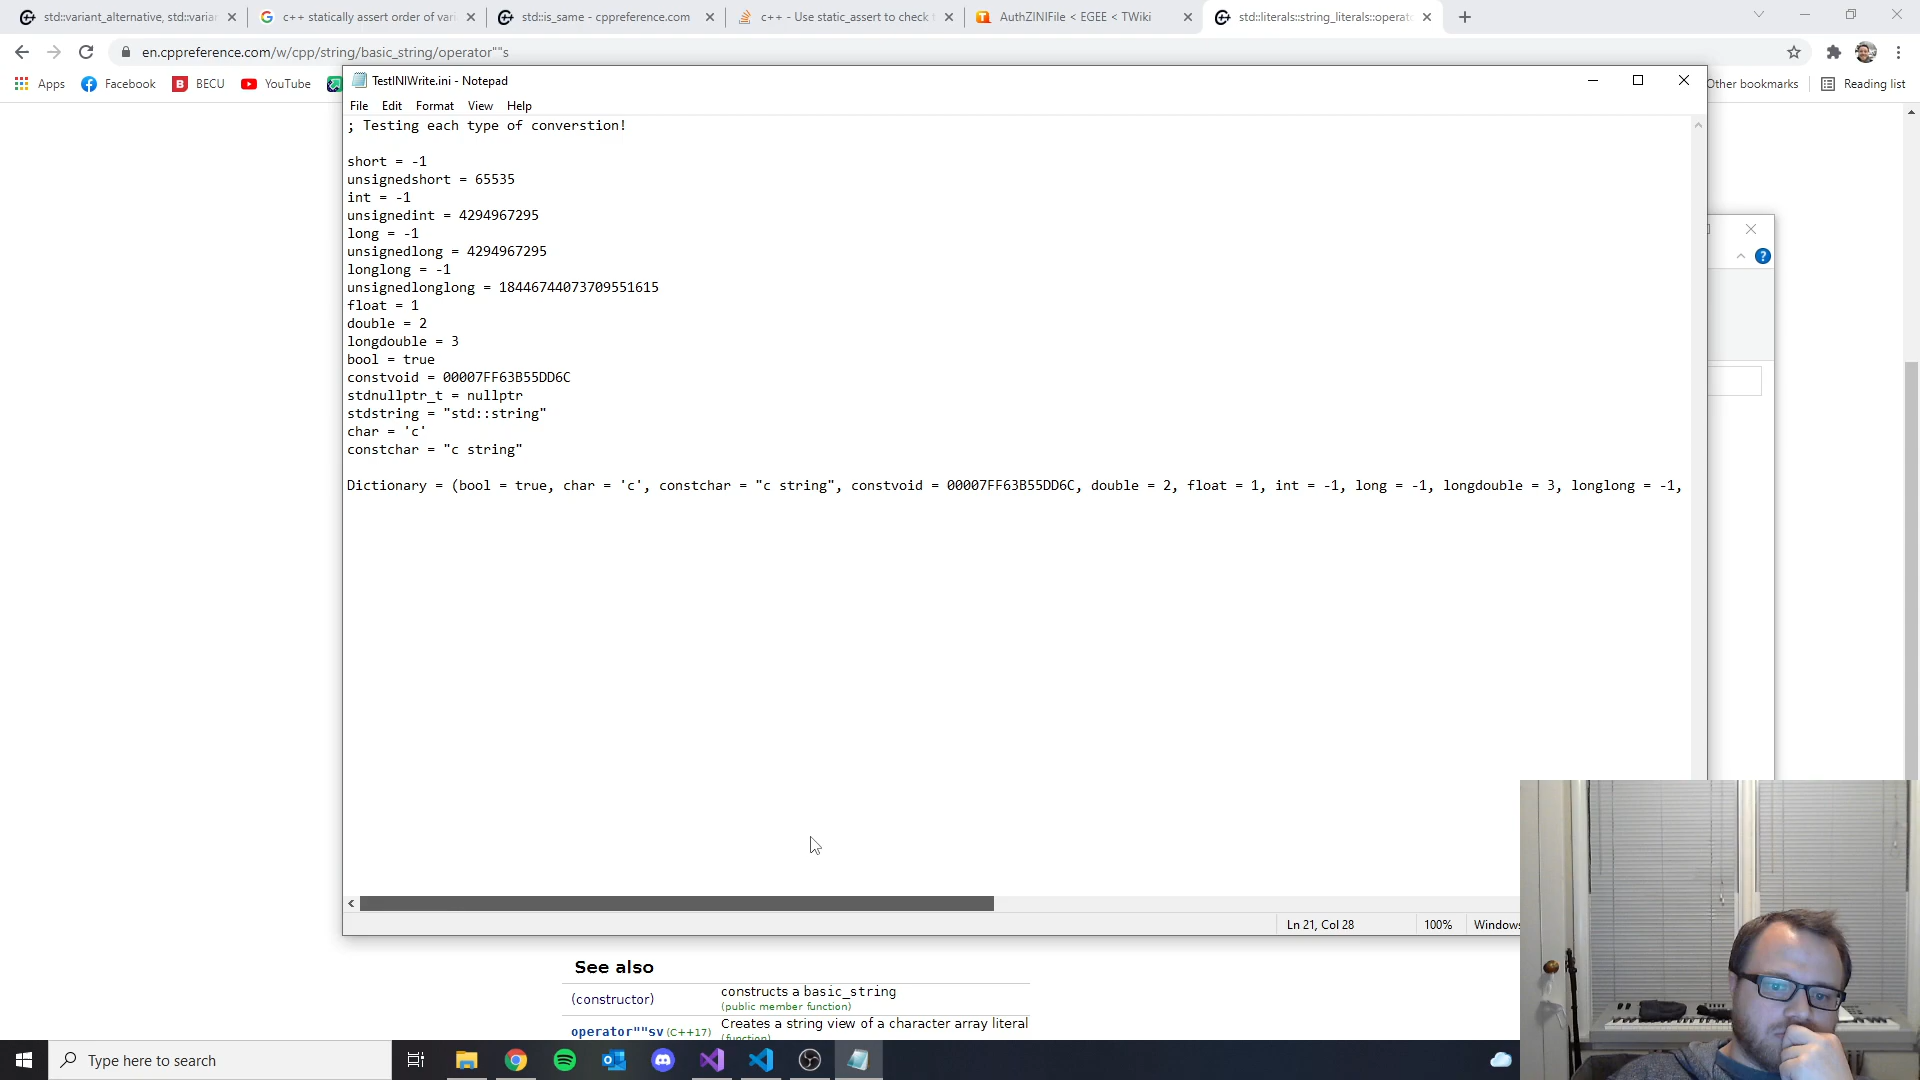 std::variant_alternative, std::varia
c++ statically assert order of vari
std::is_same - cppreference.com
c++ - Use static_assert to check t
AuthZINIFile < EGEE < TWiki
std::literals::string_literals::operat
en.cppreference.com/w/cpp/string/basic_string/operator""s
Apps
Facebook
BECU
YouTube
Other bookmarks
Reading list
TestINIWrite.ini - Notepad
File Edit Format View Help
; Testing each type of converstion!
short = -1
unsignedshort = 65535
int = -1
unsignedint = 4294967295
long = -1
unsignedlong = 4294967295
longlong = -1
unsignedlonglong = 18446744073709551615
float = 1
double = 2
longdouble = 3
bool = true
constvoid = 00007FF63B55DD6C
stdnullptr_t = nullptr
stdstring = "std::string"
char = 'c'
constchar = "c string"
Dictionary = (bool = true, char = 'c', constchar = "c string", constvoid = 00007FF63B55DD6C, double = 2, float = 1, int = -1, long = -1, longdouble = 3, longlong = -1,
Ln 21, Col 28
100%
Windows
See also
(constructor)
constructs a basic_string
(public member function)
operator""sv (C++17)
Creates a string view of a character array literal
(function)
Type here to search